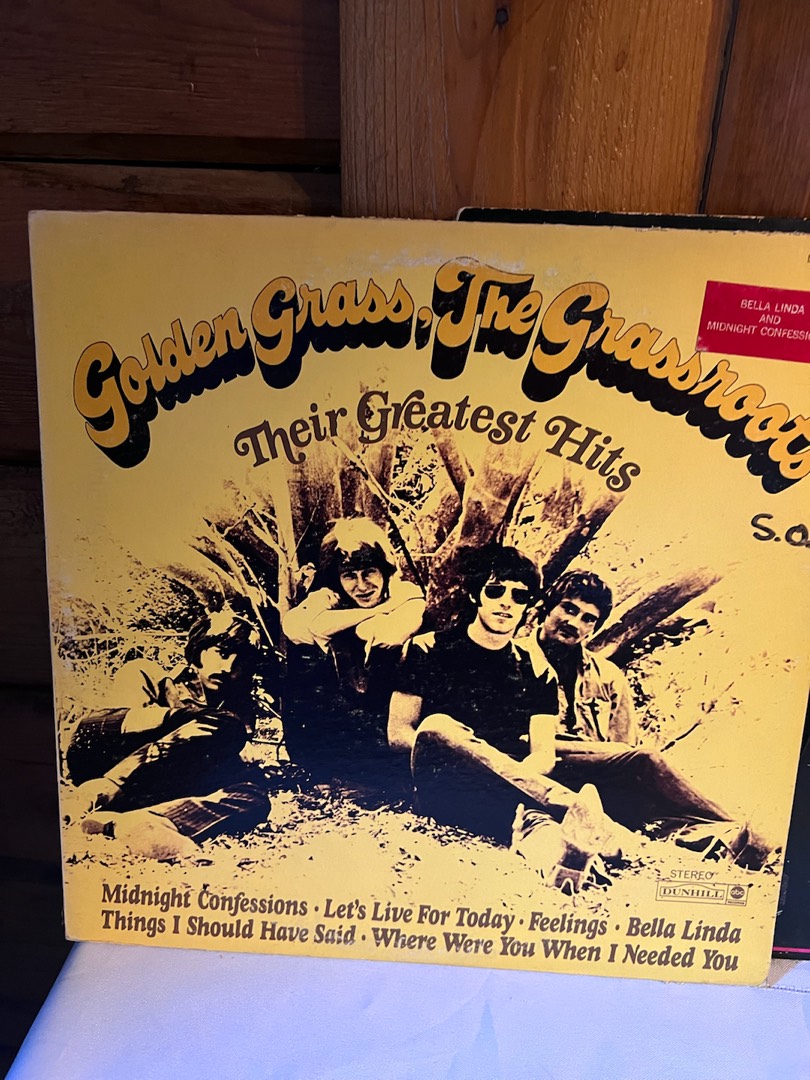 Golden Grass, The Grassroots
Their Greatest Hits
BELLA LINDA
AND
MIDNIGHT CONFESSIO
S.O.
STEREO
DUNHILL abc
Midnight Confessions · Let's Live For Today · Feelings · Bella Linda
Things I Should Have Said · Where Were You When I Needed You